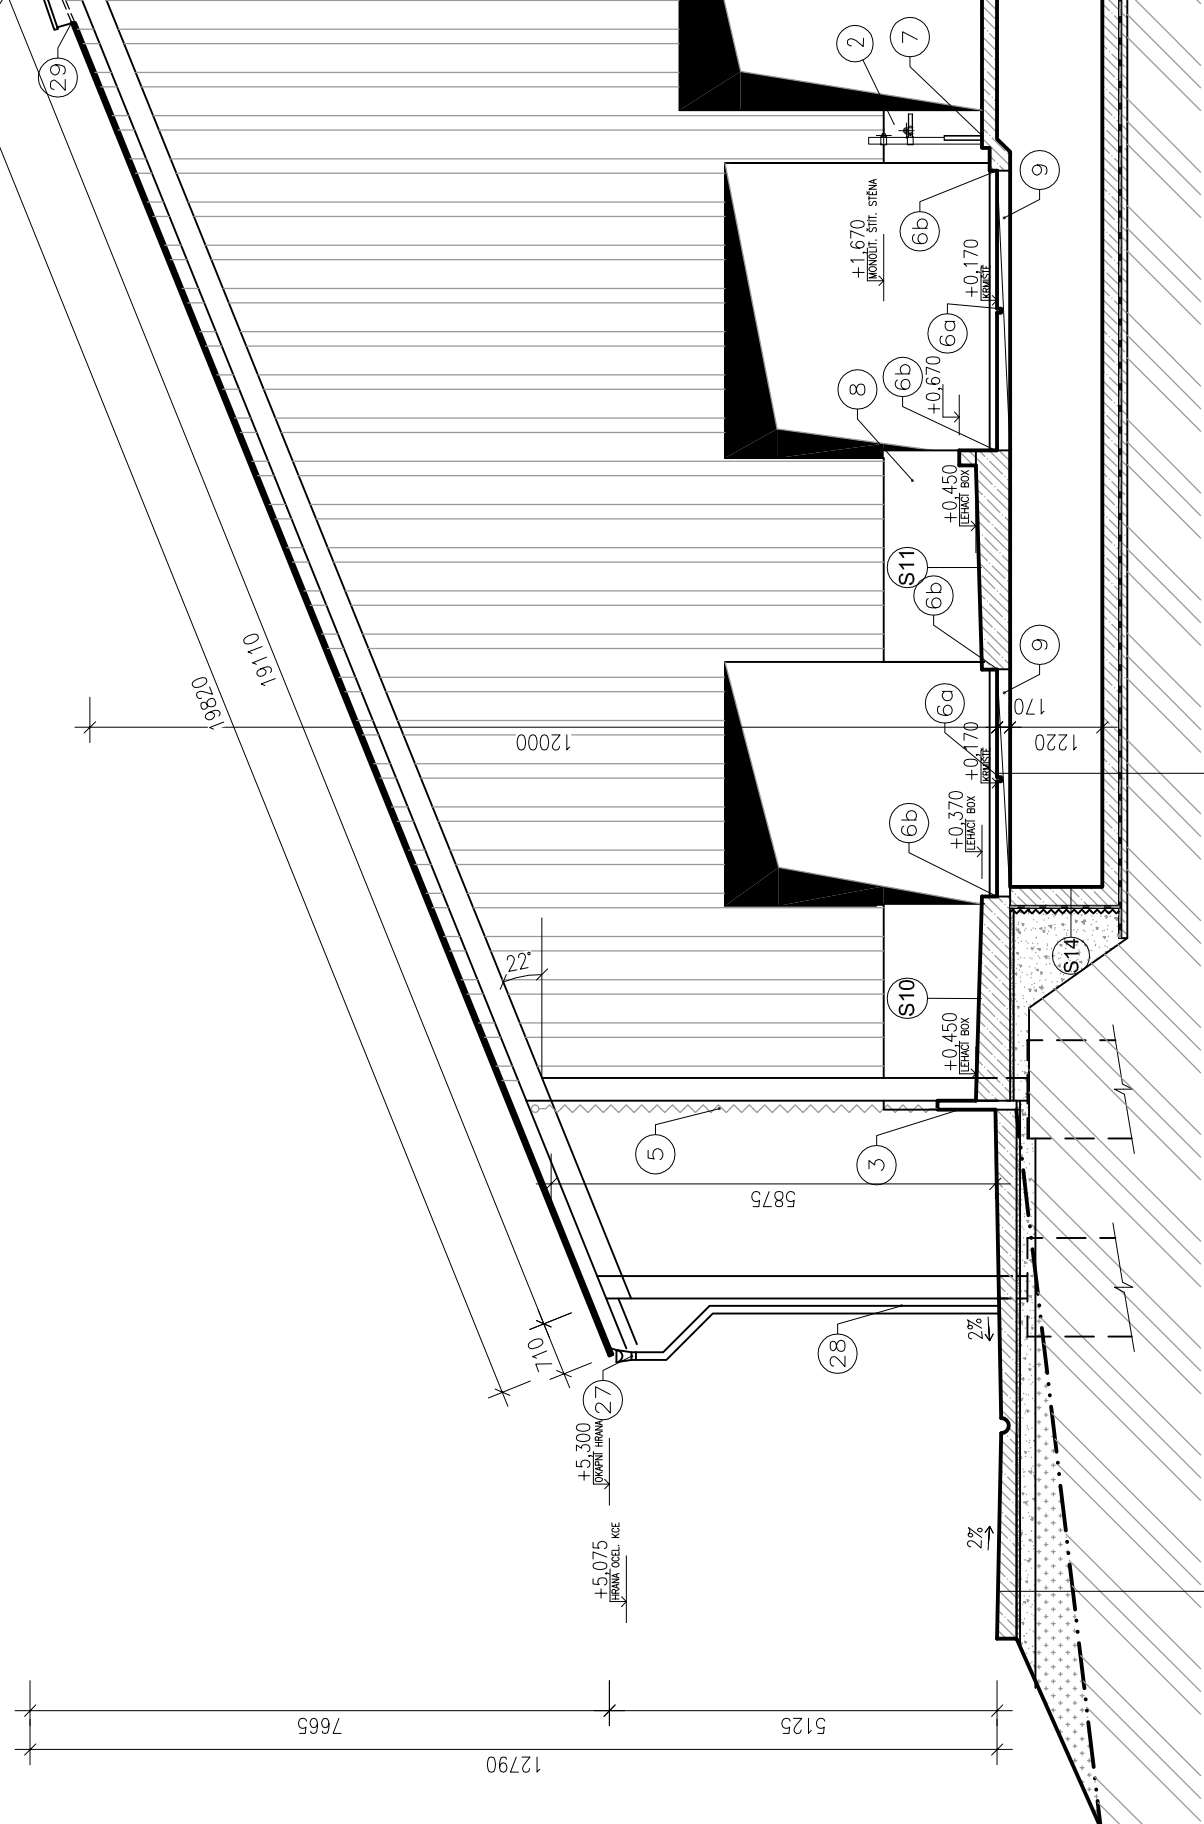 29
2
7
19820
19110
12000
+1,670
MONOLIT. ŠTÍT. STĚNA
6b
9
+0,170
KRMIŠTĚ
6a
8
6b
+0,670
+0,450
LEHACÍ BOX
S11
6b
9
170
1220
6a
+0,170
KRMIŠTĚ
+0,370
LEHACÍ BOX
6b
22°
S10
S14
+0,450
LEHACÍ BOX
5
3
5875
710
27
28
2%
+5,300
OKAPNÍ HRANA
+5,075
HRANA OCEL. KCE
2%
7665
5125
12790